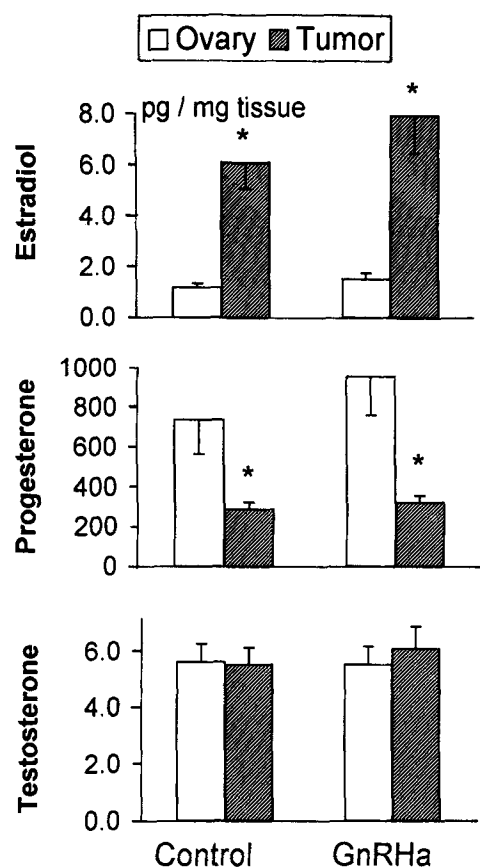 Ovary Tumor
pg / mg tissue
* *
Estradiol
8.0
6.0
4.0
2.0
0.0
Progesterone
1000
800
600
400
200
0
* *
Testosterone
6.0
4.0
2.0
0.0
Control GnRHa